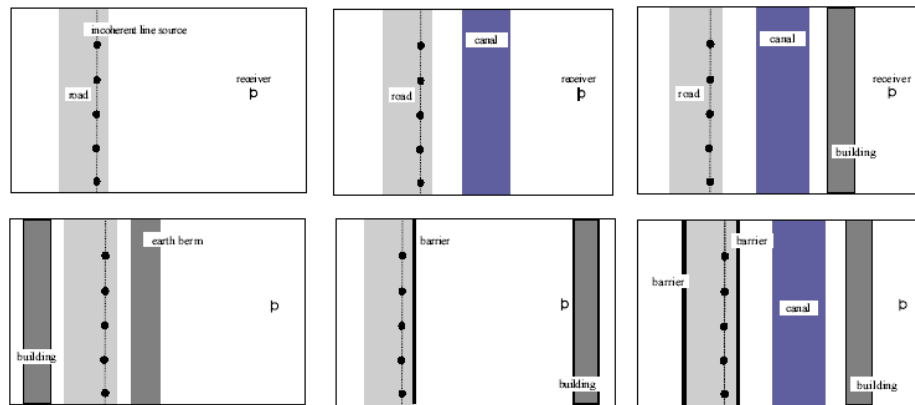 incoherent line source
road
receiver
canal
road
receiver
canal
road
receiver
building
earth berm
building
barrier
building
barrier
barrier
canal
building